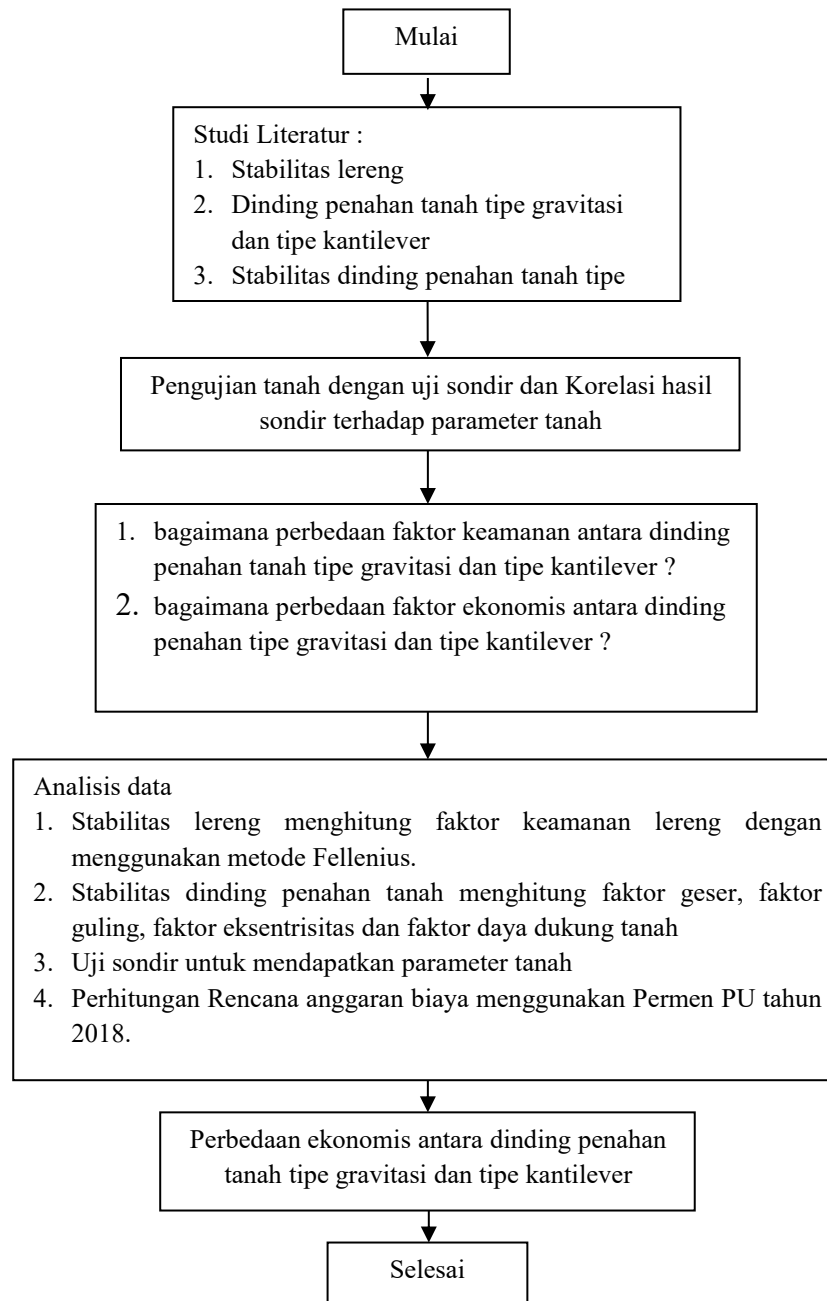 Mulai
Studi Literatur :
1. Stabilitas lereng
2. Dinding penahan tanah tipe gravitasi
dan tipe kantilever
3. Stabilitas dinding penahan tanah tipe
Pengujian tanah dengan uji sondir dan Korelasi hasil
sondir terhadap parameter tanah
1. bagaimana perbedaan faktor keamanan antara dinding
penahan tanah tipe gravitasi dan tipe kantilever ?
2. bagaimana perbedaan faktor ekonomis antara dinding
penahan tipe gravitasi dan tipe kantilever ?
Analisis data
1. Stabilitas lereng menghitung faktor keamanan lereng dengan
menggunakan metode Fellenius.
2. Stabilitas dinding penahan tanah menghitung faktor geser, faktor
guling, faktor eksentrisitas dan faktor daya dukung tanah
3. Uji sondir untuk mendapatkan parameter tanah
4. Perhitungan Rencana anggaran biaya menggunakan Permen PU tahun
2018.
Perbedaan ekonomis antara dinding penahan
tanah tipe gravitasi dan tipe kantilever
Selesai